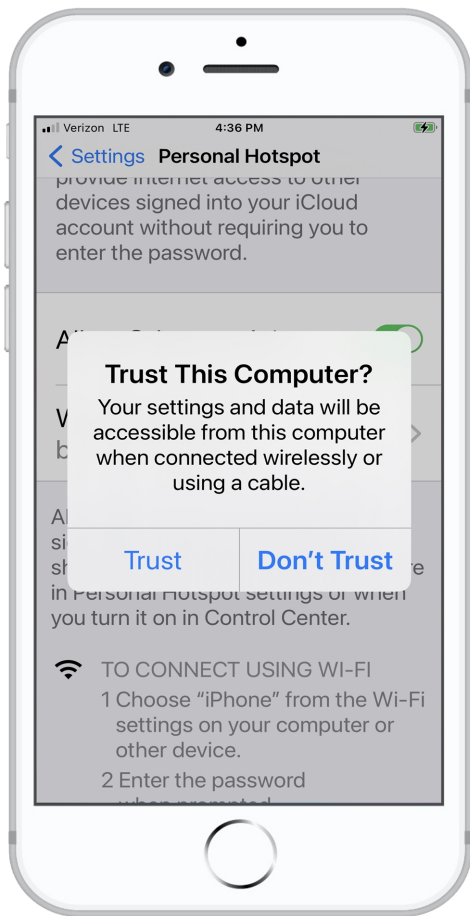 Verizon LTE 4:36 PM
Settings Personal Hotspot
provide internet access to other
devices signed into your iCloud
account without requiring you to
enter the password.
Trust This Computer?
Your settings and data will be
accessible from this computer
when connected wirelessly or
using a cable.
Trust Don't Trust
in Personal Hotspot settings or when
you turn it on in Control Center.
TO CONNECT USING WI-FI
1 Choose “iPhone” from the Wi-Fi
settings on your computer or
other device.
2 Enter the password
when prompted